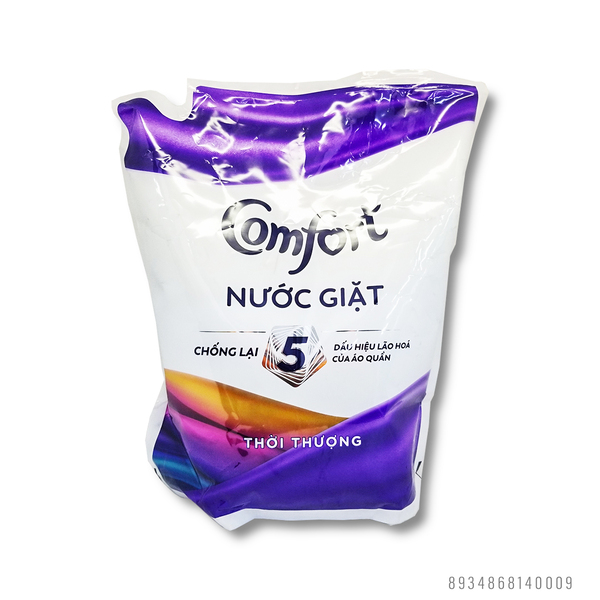 Comfort
NƯỚC GIẶT
CHỐNG LẠI 5 DẤU HIỆU LÃO HOÁ
CỦA ÁO QUẦN
THỜI THƯỢNG
8934868140009